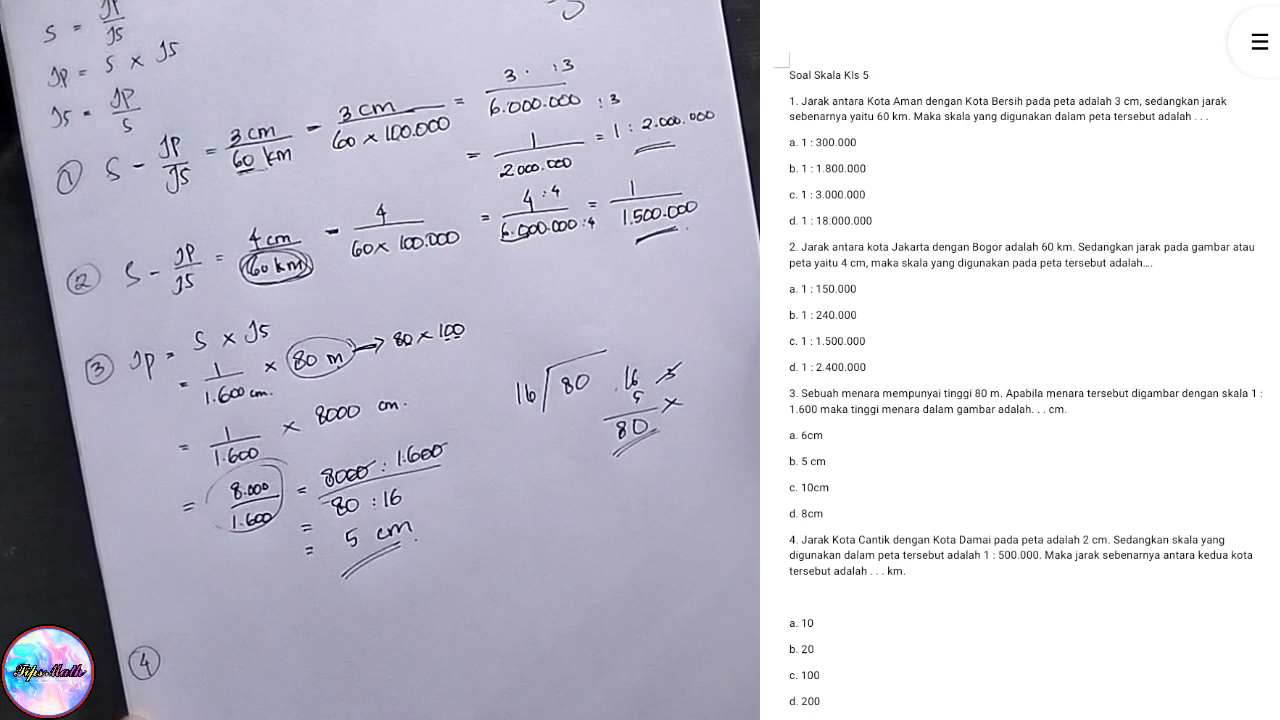 S = JP/JS
JP = S x JS
JS = JP/S
① S - JP/JS = 3 cm/60 km - 3 cm/60 x 100.000 = 3 : 3/6.000.000 : 3
= 1/2000.000 = 1 : 2.000.000
② S - JP/JS = 4 cm/60 km - 4/60 x 100.000 = 4 : 4/6.000.000 : 4 = 1/1.500.000
③ JP = S x JS
= 1/1.600 cm. x 80 m → 80 x 100
= 1/1.600 x 8000 cm.
= 8.000/1.600 = 8000 : 1.600
= 80 : 16
= 5 cm
16 80 16
5 x
80
④
Tips Math
Soal Skala Kls 5
1. Jarak antara Kota Aman dengan Kota Bersih pada peta adalah 3 cm, sedangkan jarak
sebenarnya yaitu 60 km. Maka skala yang digunakan dalam peta tersebut adalah . . .
a. 1 : 300.000
b. 1 : 1.800.000
c. 1 : 3.000.000
d. 1 : 18.000.000
2. Jarak antara kota Jakarta dengan Bogor adalah 60 km. Sedangkan jarak pada gambar atau
peta yaitu 4 cm, maka skala yang digunakan pada peta tersebut adalah....
a. 1 : 150.000
b. 1 : 240.000
c. 1 : 1.500.000
d. 1 : 2.400.000
3. Sebuah menara mempunyai tinggi 80 m. Apabila menara tersebut digambar dengan skala 1 :
1.600 maka tinggi menara dalam gambar adalah. . . cm.
a. 6cm
b. 5 cm
c. 10cm
d. 8cm
4. Jarak Kota Cantik dengan Kota Damai pada peta adalah 2 cm. Sedangkan skala yang
digunakan dalam peta tersebut adalah 1 : 500.000. Maka jarak sebenarnya antara kedua kota
tersebut adalah . . . km.
a. 10
b. 20
c. 100
d. 200